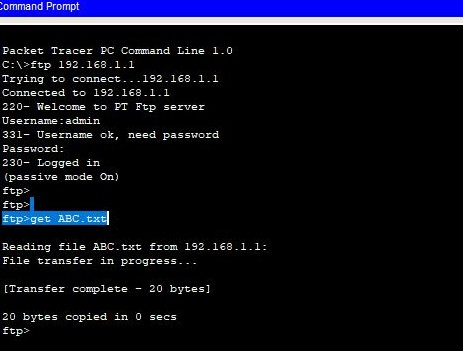 Command Prompt
Packet Tracer PC Command Line 1.0
C:\>ftp 192.168.1.1
Trying to connect...192.168.1.1
Connected to 192.168.1.1
220- Welcome to PT Ftp server
Username:admin
331- Username ok, need password
Password:
230- Logged in
(passive mode On)
ftp>
ftp>
ftp>get ABC.txt
Reading file ABC.txt from 192.168.1.1:
File transfer in progress...
[Transfer complete - 20 bytes]
20 bytes copied in 0 secs
ftp>